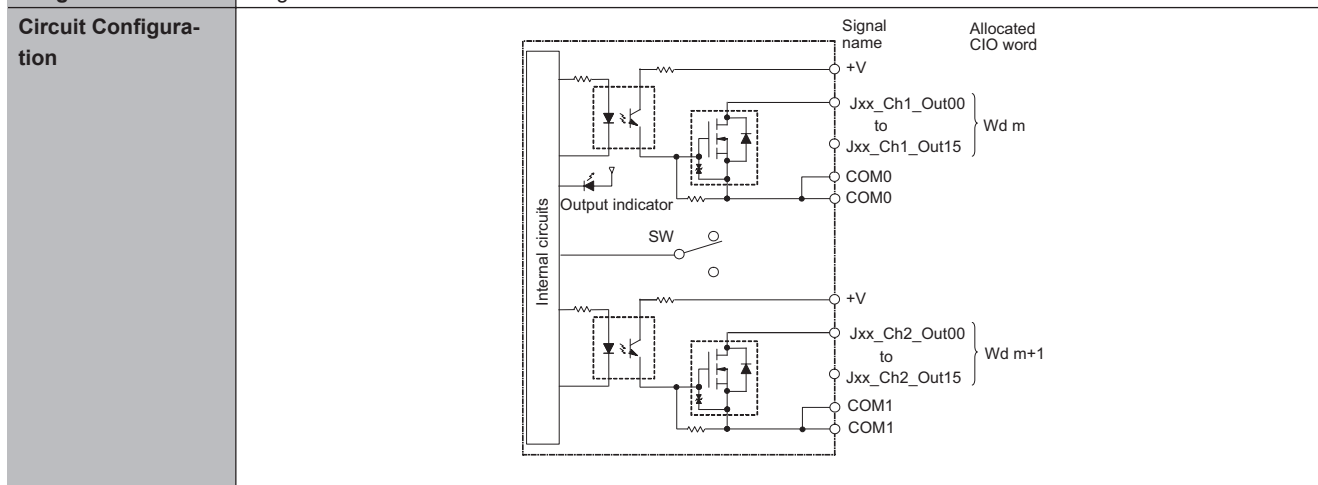 Circuit Configura-
tion
Signal
name
Allocated
CIO word
+V
Jxx_Ch1_Out00
to
Wd m
Jxx_Ch1_Out15
COM0
COM0
Output indicator
Internal circuits
SW
+V
Jxx_Ch2_Out00
to
Wd m+1
Jxx_Ch2_Out15
COM1
COM1